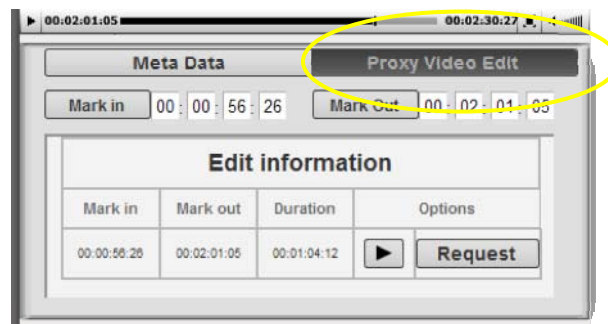 00:02:01:05 00:02:30:27
Meta Data Proxy Video Edit
Mark in 00 : 00 : 56 : 26 Mark Out 00 : 02 : 01 : 05
Edit information
Mark in Mark out Duration Options
00:00:56:26 00:02:01:05 00:01:04:12 Request